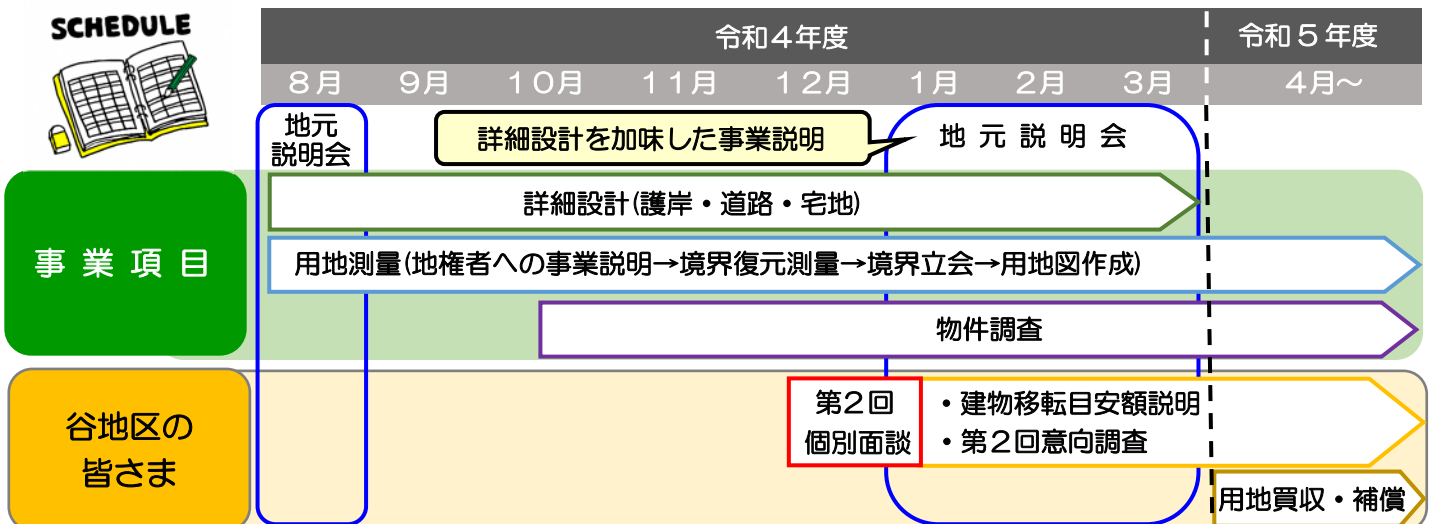 SCHEDULE
令和４年度
令和５年度
８月 ９月 １０月 １１月 １２月 １月 ２月 ３月 ４月～
地元
説明会
詳細設計を加味した事業説明
地 元 説 明 会
事 業 項 目
詳細設計(護岸・道路・宅地)
用地測量(地権者への事業説明→境界復元測量→境界立会→用地図作成)
物件調査
谷地区の
皆さま
第２回
個別面談
・建物移転目安額説明
・第２回意向調査
用地買収・補償